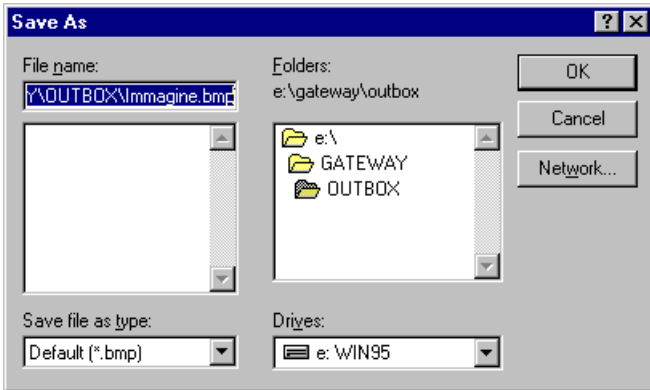 Save As
File name:
Y\OUTBOX\Immagine.bmp
Save file as type:
Default (*.bmp)
Folders:
e:\gateway\outbox
e:\
GATEWAY
OUTBOX
Drives:
e: WIN95
OK
Cancel
Network...